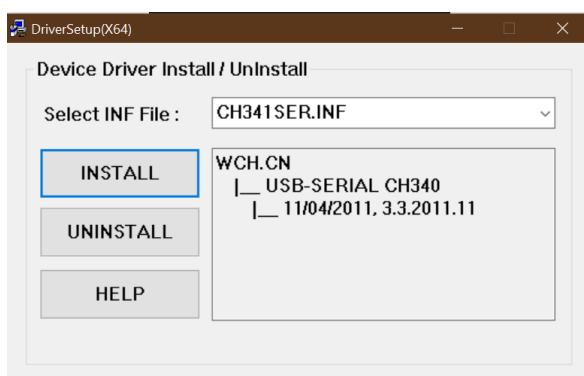 DriverSetup(X64)
Device Driver Install / UnInstall
Select INF File :
CH341SER.INF
INSTALL
UNINSTALL
HELP
WCH.CN
|__ USB-SERIAL CH340
|__ 11/04/2011, 3.3.2011.11